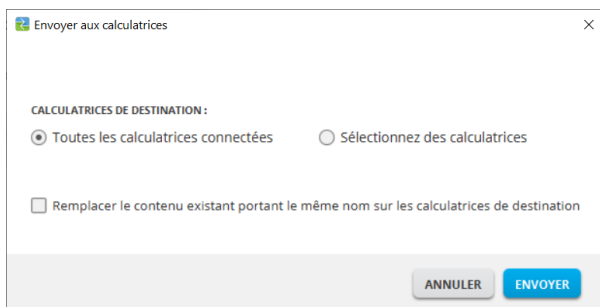 Envoyer aux calculatrices
CALCULATRICES DE DESTINATION :
Toutes les calculatrices connectées
Sélectionnez des calculatrices
Remplacer le contenu existant portant le même nom sur les calculatrices de destination
ANNULER
ENVOYER